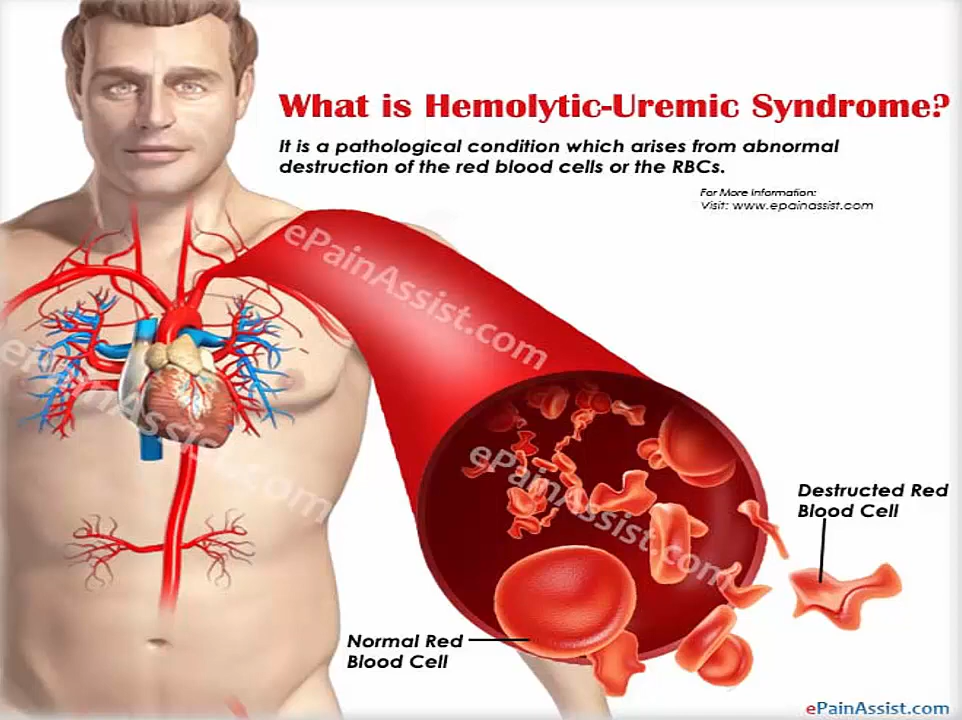 What is Hemolytic-Uremic Syndrome?
It is a pathological condition which arises from abnormal
destruction of the red blood cells or the RBCs.
For More Information:
Visit: www.epainassist.com
ePainAssist.com
ePainAssist.com
ePainAssist.com
Destructed Red
Blood Cell
Normal Red
Blood Cell
ePainAssist.com